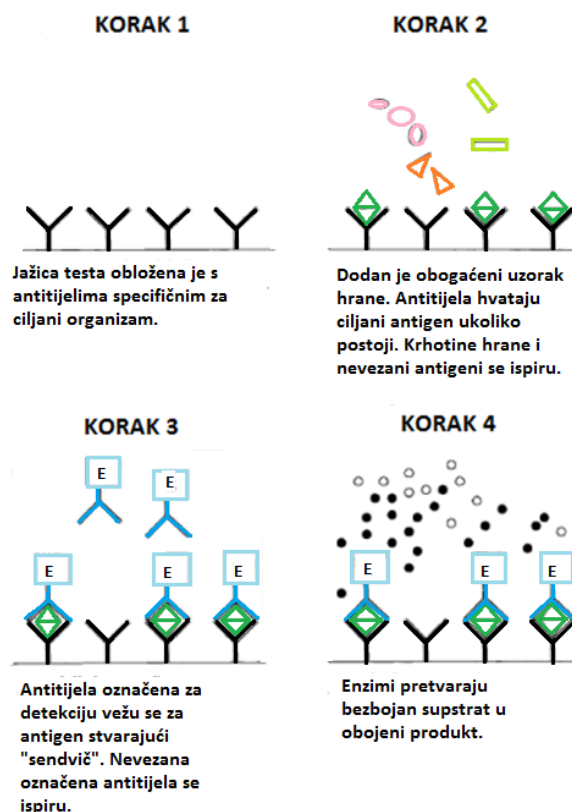 KORAK 1
Jažica testa obložena je s
antitijelima specifičnim za
ciljani organizam.
KORAK 2
Dodan je obogaćeni uzorak
hrane. Antitijela hvataju
ciljani antigen ukoliko
postoji. Krhotine hrane i
nevezani antigeni se ispiru.
KORAK 3
E
E
E
E
E
Antitijela označena za
detekciju vežu se za
antigen stvarajući
"sendvič". Nevezana
označena antitijela se
ispiru.
KORAK 4
E
E
E
Enzimi pretvaraju
bezbojan supstrat u
obojeni produkt.